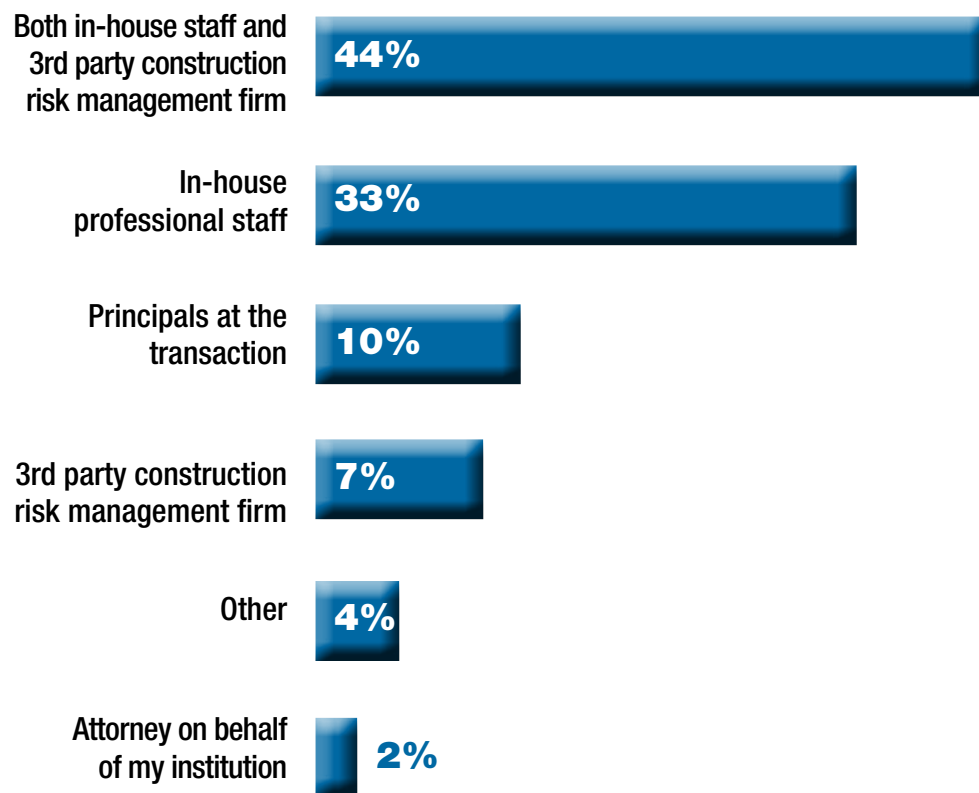 Both in-house staff and
3rd party construction
risk management firm
44%
In-house
professional staff
33%
Principals at the
transaction
10%
3rd party construction
risk management firm
7%
Other
4%
Attorney on behalf
of my institution
2%